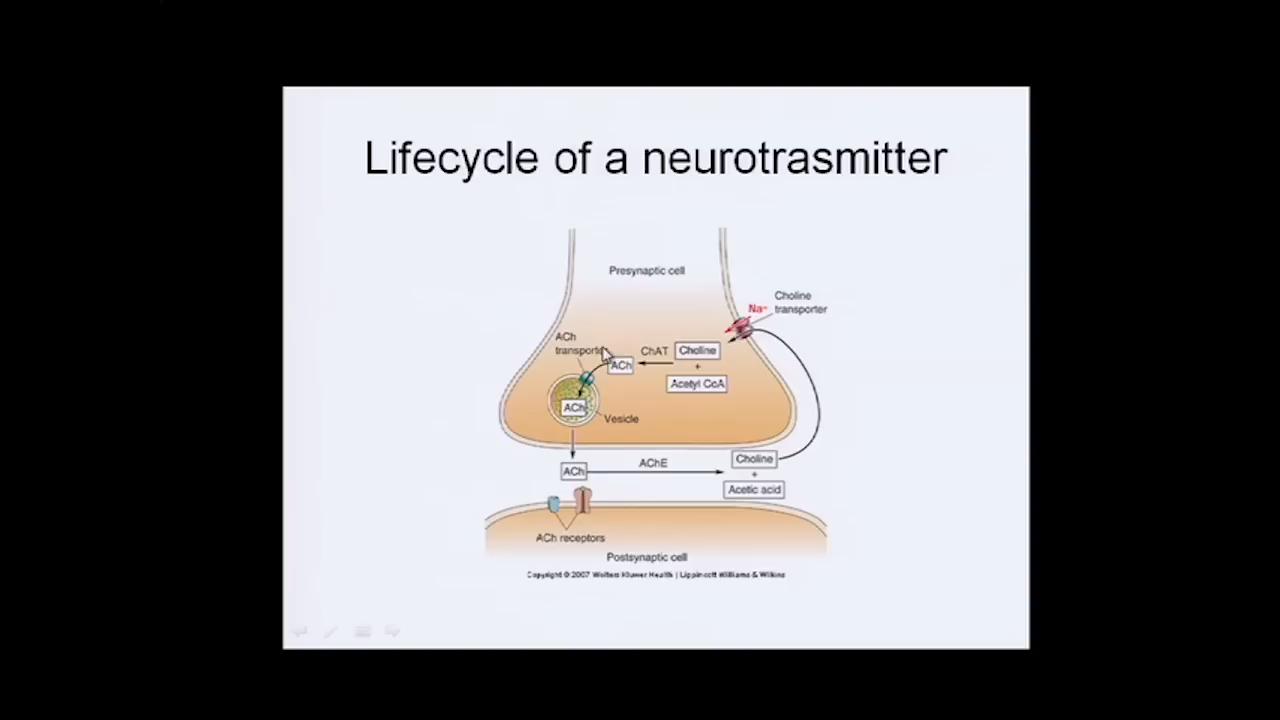 Lifecycle of a neurotrasmitter
Presynaptic cell
Choline
transporter
Na+
ACh
transporter
ACh
ChAT
Choline
+
Acetyl CoA
ACh
Vesicle
ACh
AChE
Choline
+
Acetic acid
ACh receptors
Postsynaptic cell
Copyright © 2007 Wolters Kluwer Health | Lippincott Williams & Wilkins